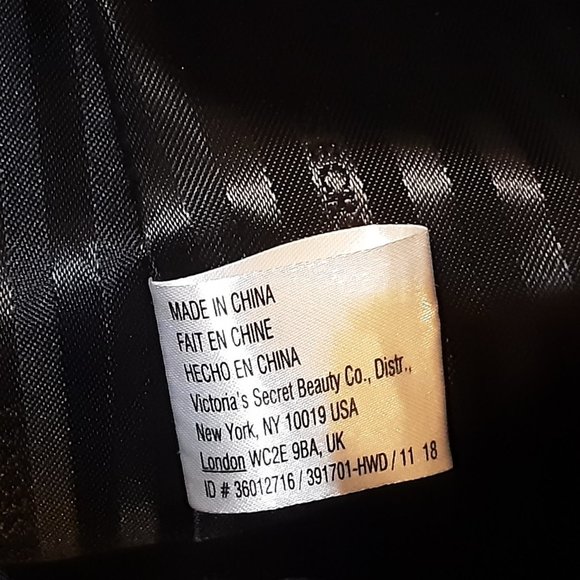 MADE IN CHINA
FAIT EN CHINE
HECHO EN CHINA
Victoria's Secret Beauty Co., Distr.,
New York, NY 10019 USA
London WC2E 9BA, UK
ID # 36012716 / 391701-HWD / 11 18